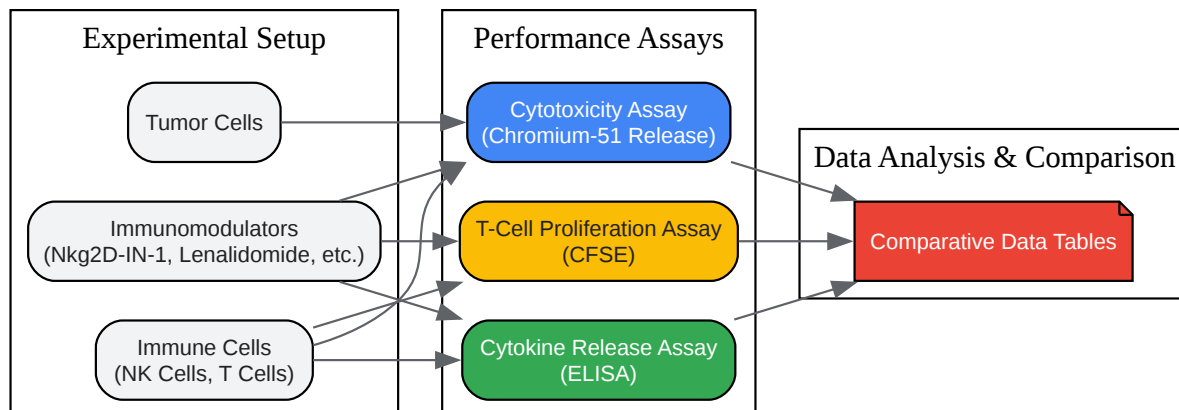 Experimental Setup
Tumor Cells
Immunomodulators
(Nkg2D-IN-1, Lenalidomide, etc.)
Immune Cells
(NK Cells, T Cells)
Performance Assays
Cytotoxicity Assay
(Chromium-51 Release)
T-Cell Proliferation Assay
(CFSE)
Cytokine Release Assay
(ELISA)
Data Analysis & Comparison
Comparative Data Tables